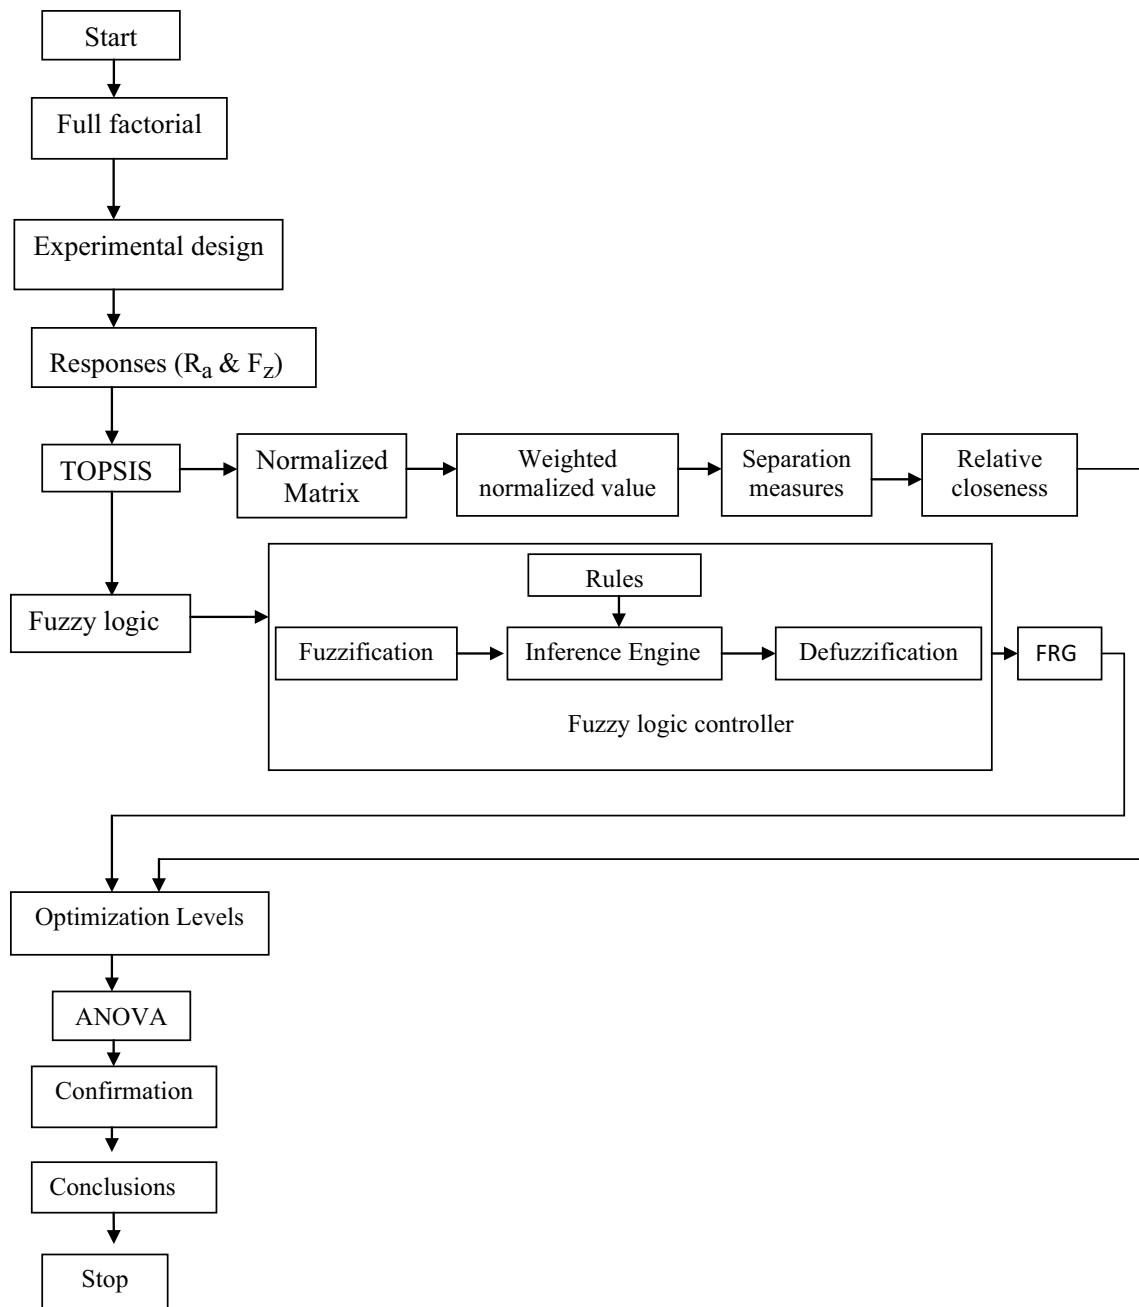 Start
Full factorial
Experimental design
Responses (Ra & Fz)
TOPSIS
Normalized
Matrix
Weighted
normalized value
Separation
measures
Relative
closeness
Rules
Fuzzy logic
Fuzzification
Inference Engine
Defuzzification
FRG
Fuzzy logic controller
Optimization Levels
ANOVA
Confirmation
Conclusions
Stop